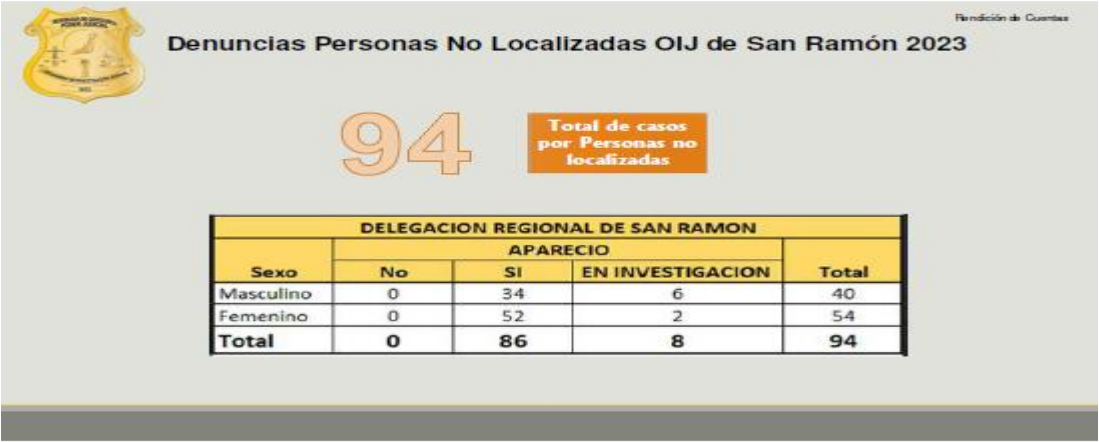 Rendición de Cuentas
Denuncias Personas No Localizadas OIJ de San Ramón 2023
94
Total de casos
por Personas no
localizadas
DELEGACION REGIONAL DE SAN RAMON
APARECIO
Sexo No SI EN INVESTIGACION Total
Masculino 0 34 6 40
Femenino 0 52 2 54
Total 0 86 8 94